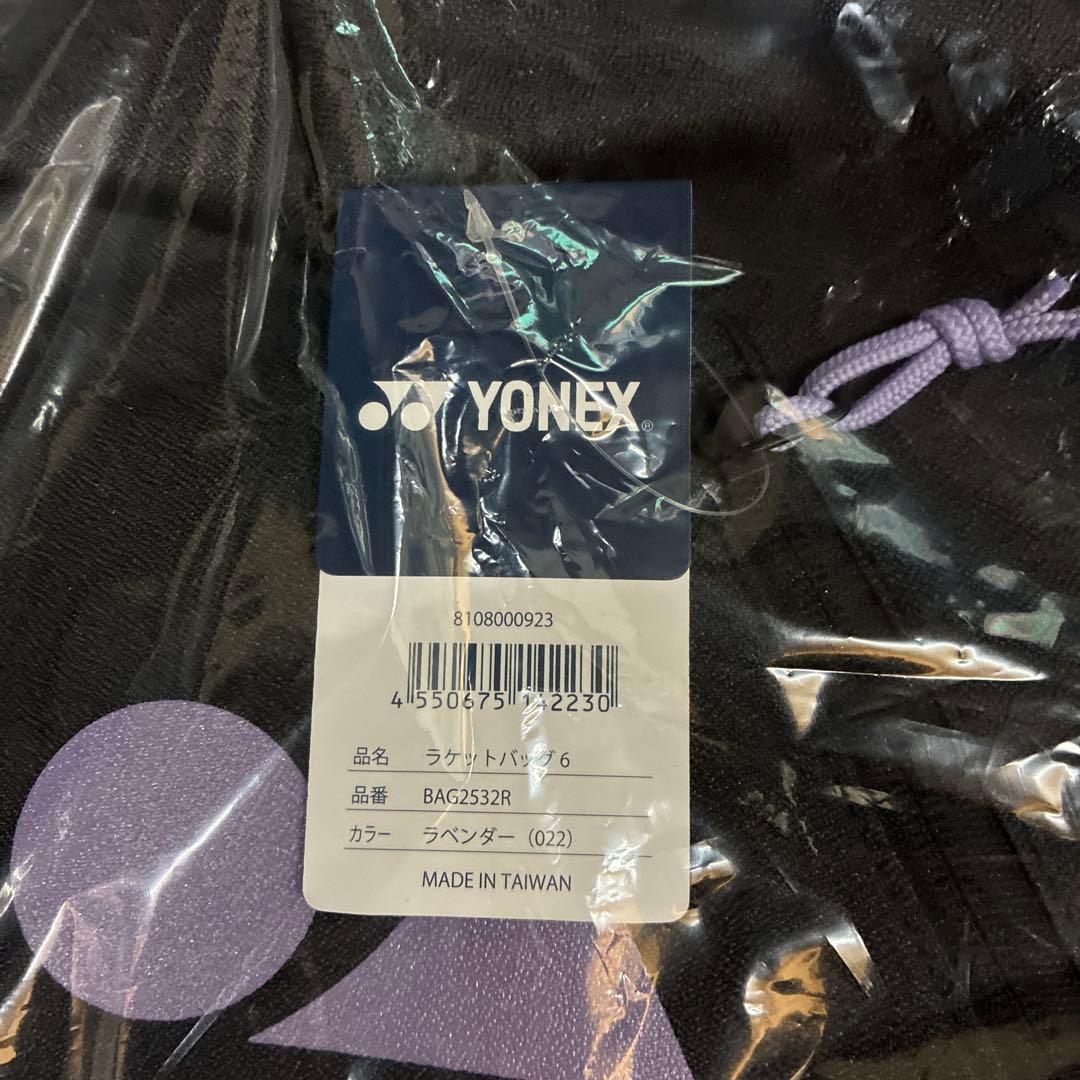 YONEX®
8108000923
4 550675 142230
品名 ラケットバッグ6
品番 BAG2532R
カラー ラベンダー（022）
MADE IN TAIWAN